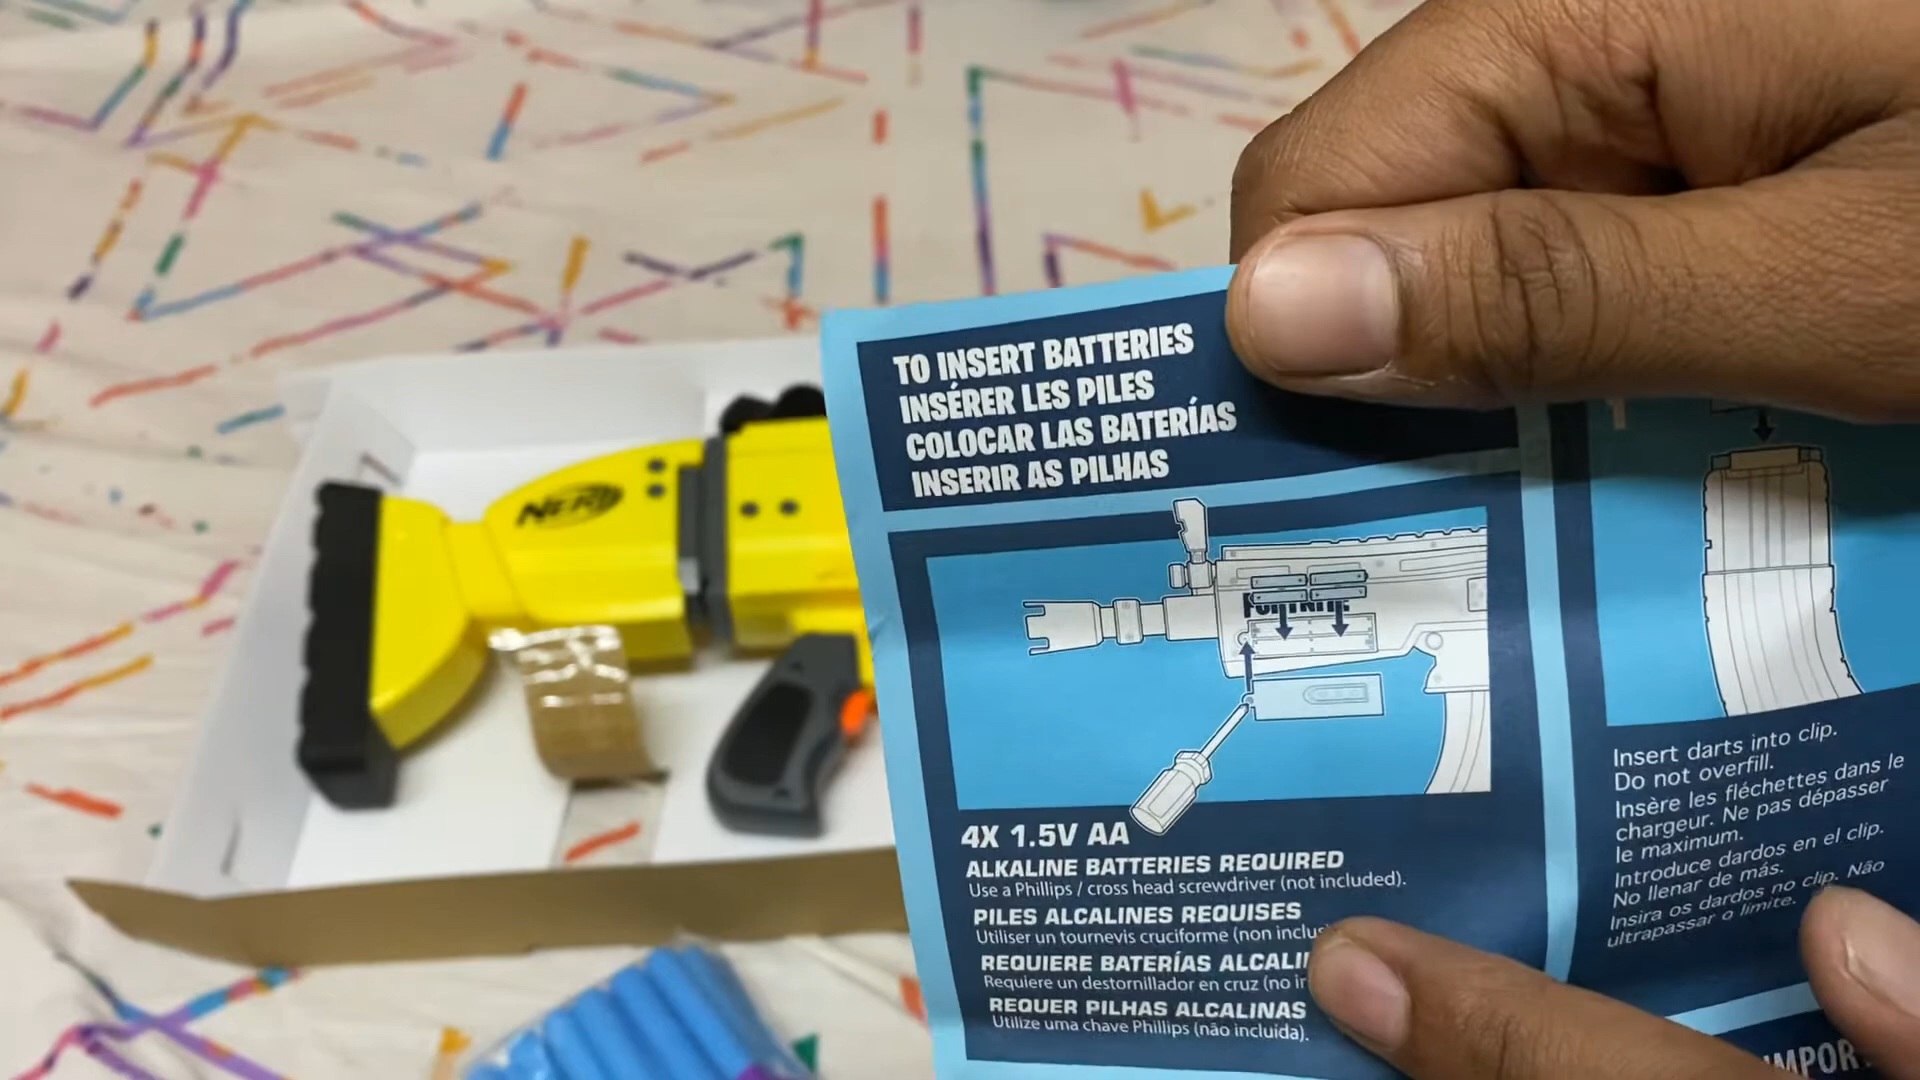 NERF
TO INSERT BATTERIES
INSÉRER LES PILES
COLOCAR LAS BATERÍAS
INSERIR AS PILHAS
4X 1.5V AA
ALKALINE BATTERIES REQUIRED
Use a Phillips / cross head screwdriver (not included).
PILES ALCALINES REQUISES
Utiliser un tournevis cruciforme (non
REQUIERE BATERÍAS
Requiere un destornillador en cruz (no
REQUER PILHAS ALCALINAS
Utilize uma chave Phillips (não incluída).
Insert darts into clip.
Do not overfill.
Insère les fléchettes dans le
chargeur. Ne pas dépasser
le maximum.
Introduce dardos en el clip.
No llenar de más.
Insira os dardos no clip. Não
ultrapassar o limite.